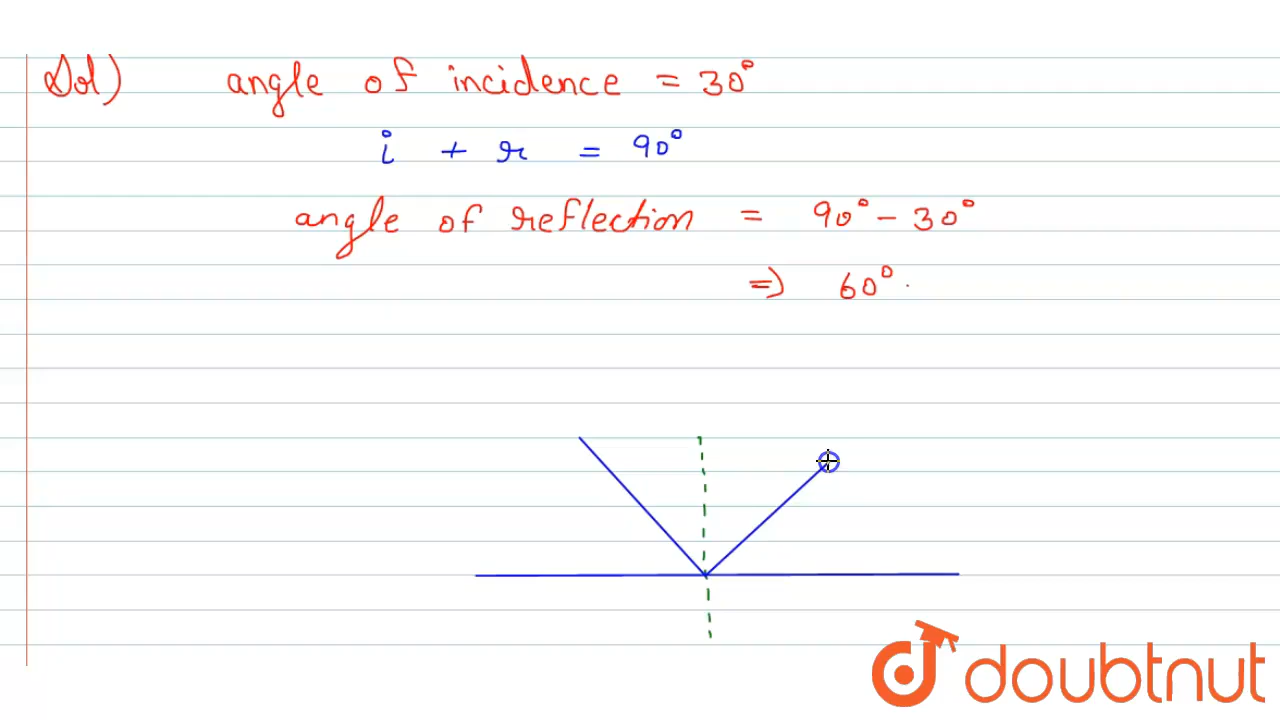 Sol) angle of incidence = 30°
i + r = 90°
angle of reflection = 90° - 30°
=) 60°.
doubtnut